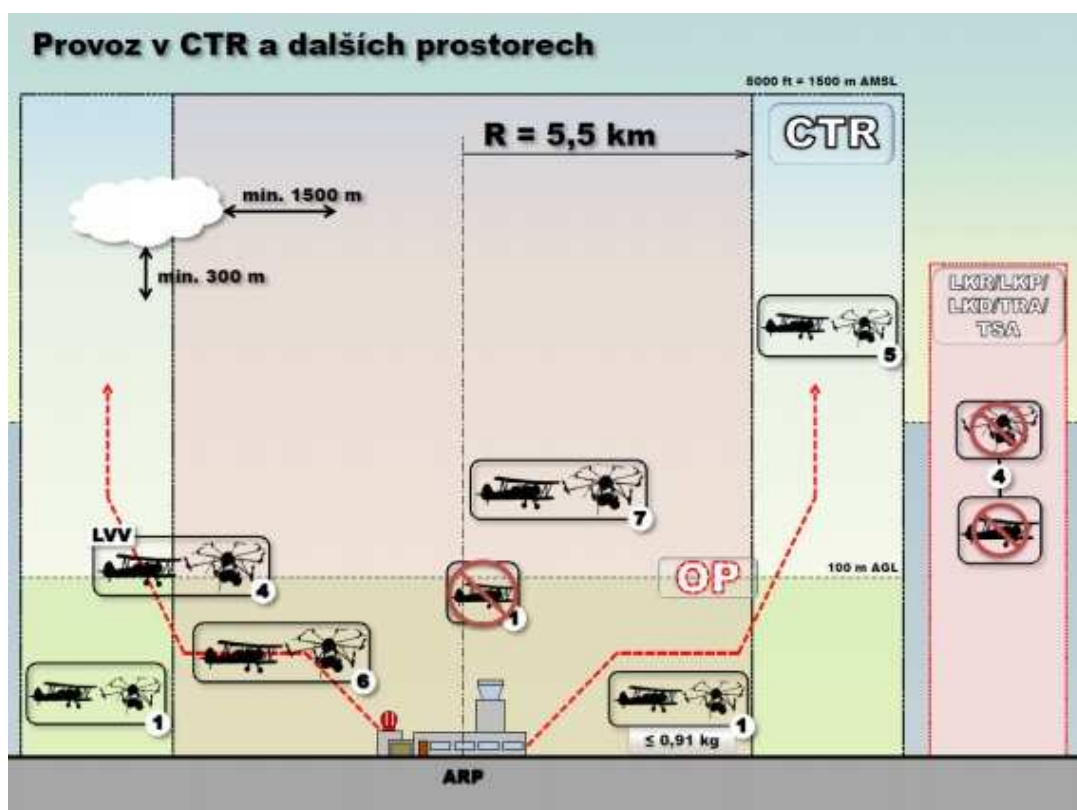 Provoz v CTR a dalších prostorech
5000 ft = 1500 m AMSL
R = 5,5 km
CTR
min. 1500 m
min. 300 m
LKR/LKP/
LKD/TRA/
TSA
5
4
7
LVV
4
OP
100 m AGL
1
6
1
1
≤ 0,91 kg
ARP